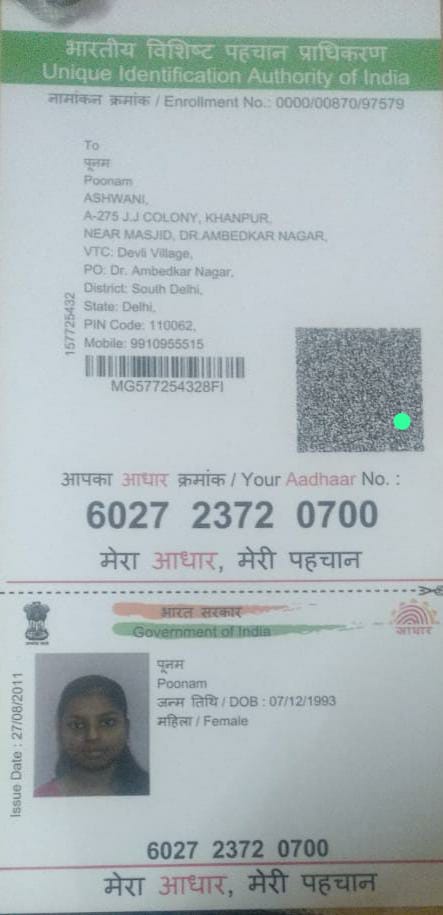 भारतीय विशिष्ट पहचान प्राधिकरण
Unique Identification Authority of India
नामांकन क्रमांक / Enrollment No.: 0000/00870/97579
To
पूनम
Poonam
ASHWANI,
A-275 J.J COLONY, KHANPUR,
NEAR MASJID, DR.AMBEDKAR NAGAR,
VTC: Devli Village,
PO: Dr. Ambedkar Nagar,
District: South Delhi,
State: Delhi,
PIN Code: 110062,
Mobile: 9910955515
157725432
MG577254328FI
आपका आधार क्रमांक / Your Aadhaar No. :
6027 2372 0700
मेरा आधार, मेरी पहचान
भारत सरकार
Government of India
आधार
Issue Date : 27/08/2011
पूनम
Poonam
जन्म तिथि / DOB : 07/12/1993
महिला / Female
6027 2372 0700
मेरा आधार, मेरी पहचान